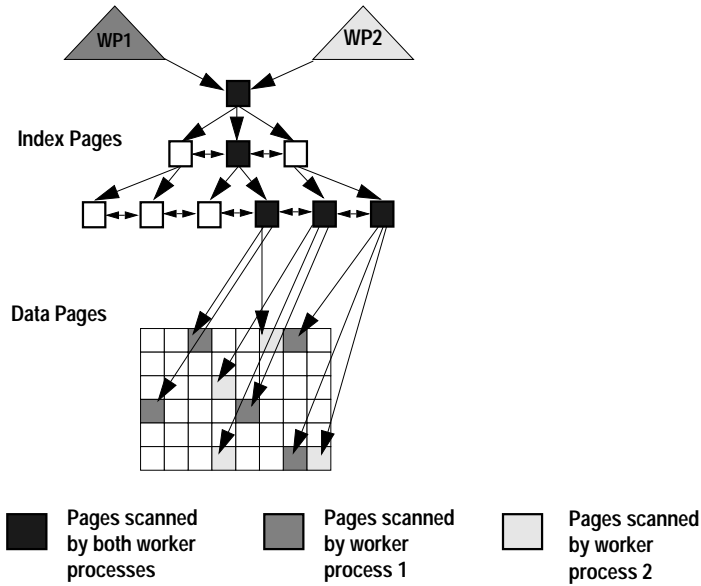 WP1
WP2
Index Pages
Data Pages
Pages scanned
by both worker
processes
Pages scanned
by worker
process 1
Pages scanned
by worker
process 2